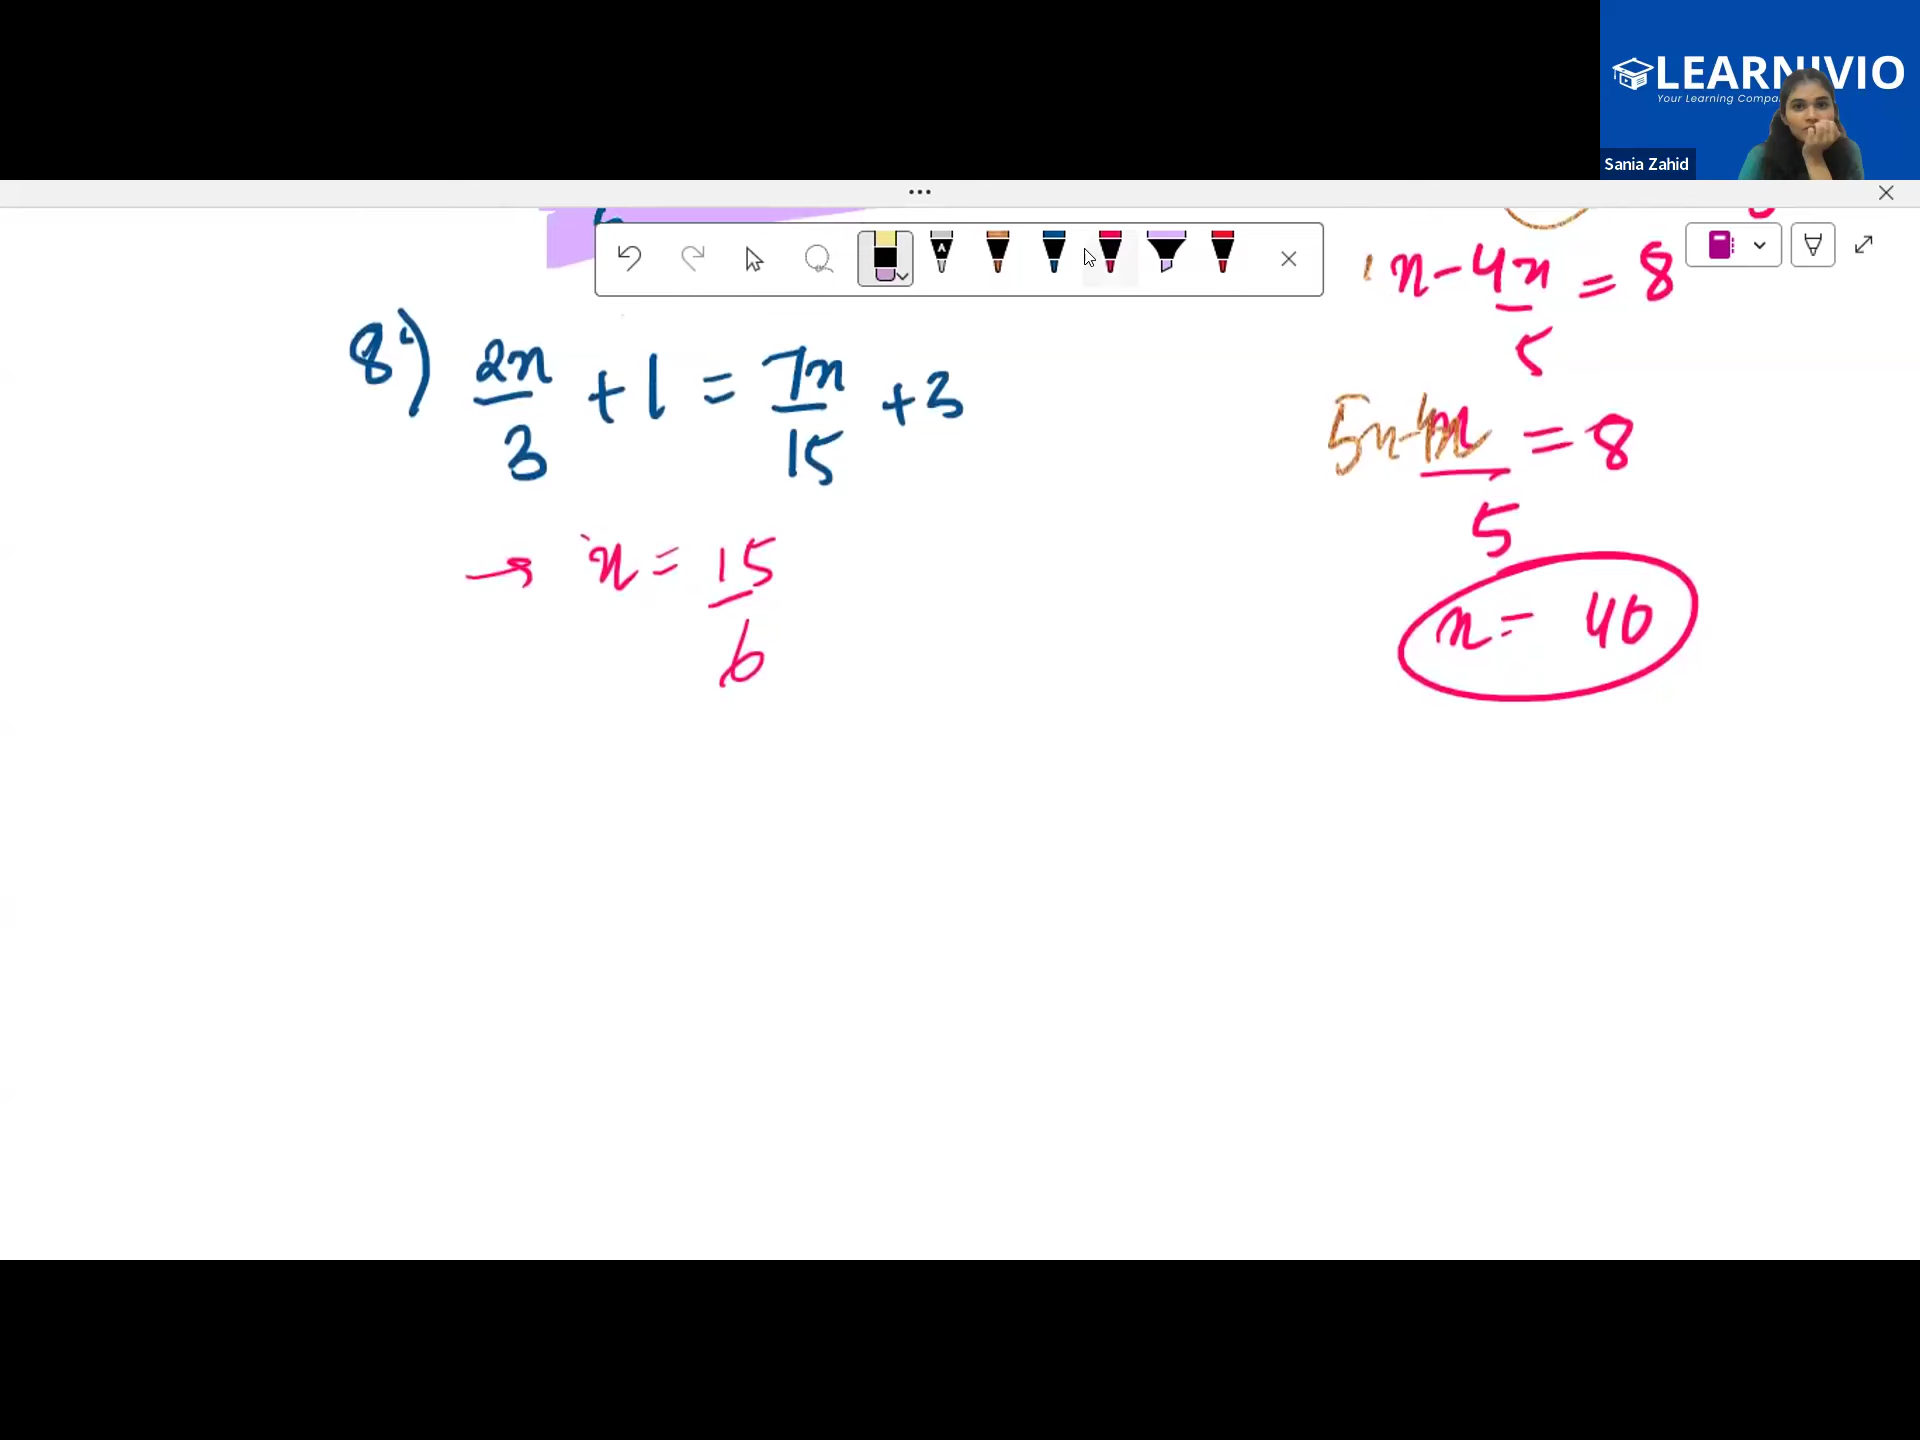 LEARNIVIO
Your Learning Compa
Sania Zahid
8) 2x/3 + 1 = 7x/15 + 3
→ x = 15/6
x - 4x/5 = 8
5x-4x/5 = 8
x = 40